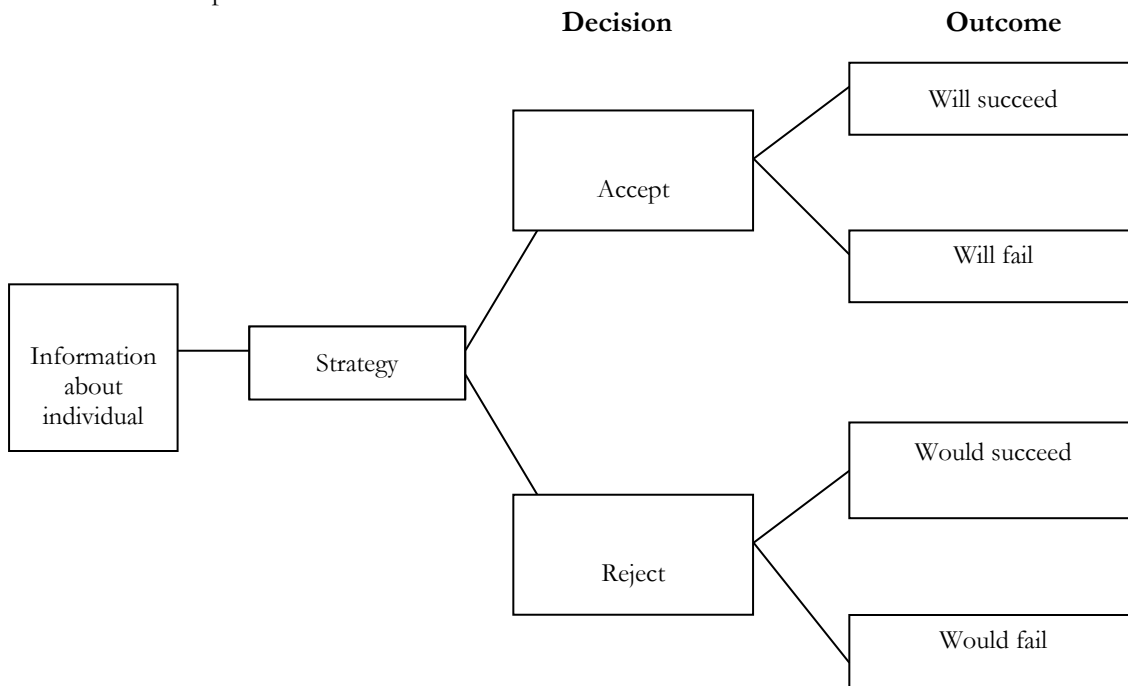 Decision
Outcome
Will succeed
Accept
Will fail
Information
about
individual
Strategy
Would succeed
Reject
Would fail